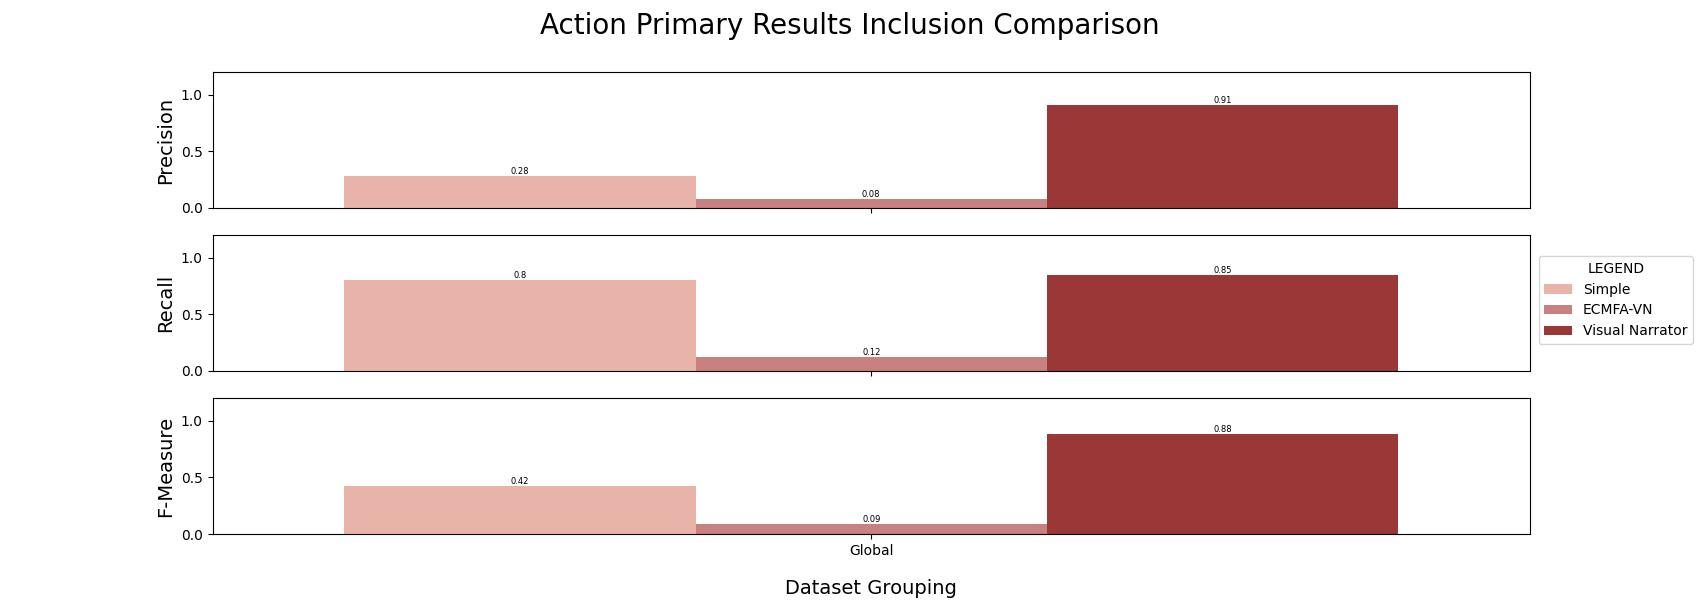 Action Primary Results Inclusion Comparison
Precision
1.0
0.5
0.0
0.28
0.08
0.91
Recall
1.0
0.5
0.0
0.8
0.12
0.85
F-Measure
1.0
0.5
0.0
0.42
0.09
0.88
Global
Dataset Grouping
LEGEND
Simple
ECMFA-VN
Visual Narrator